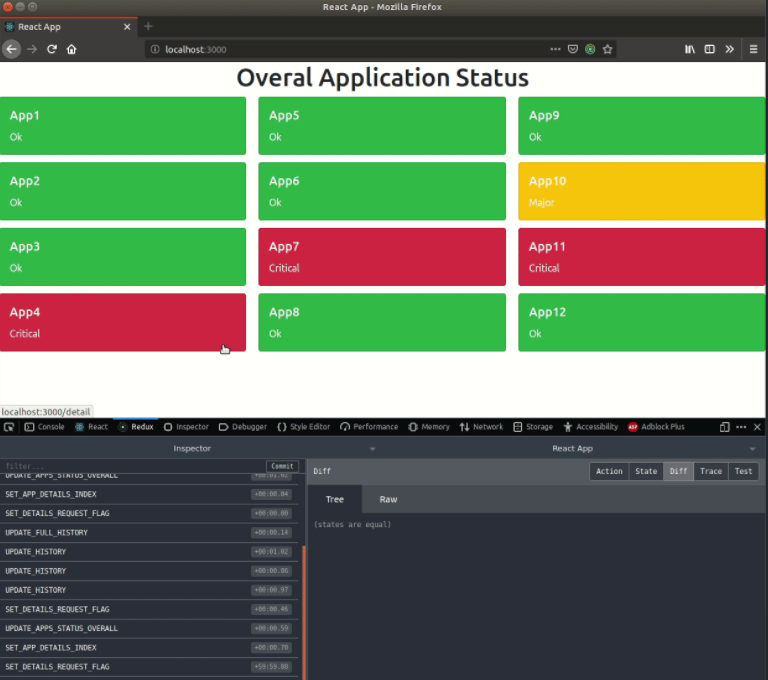 React App - Mozilla Firefox
React App
localhost:3000
Overal Application Status
App1
Ok
App5
Ok
App9
Ok
App2
Ok
App6
Ok
App10
Major
App3
Ok
App7
Critical
App11
Critical
App4
Critical
App8
Ok
App12
Ok
localhost:3000/detail
Console React Redux Inspector Debugger Style Editor Performance Memory Network Storage Accessibility Adblock Plus
Inspector React App
filter... Commit
Diff Action State Diff Trace Test
Tree Raw
(states are equal)
UPDATE_APPS_STATUS_OVERALL +00:01.02
SET_APP_DETAILS_INDEX +00:00.04
SET_DETAILS_REQUEST_FLAG +00:00.00
UPDATE_FULL_HISTORY +00:00.14
UPDATE_HISTORY +00:01.02
UPDATE_HISTORY +00:00.86
UPDATE_HISTORY +00:00.97
SET_DETAILS_REQUEST_FLAG +00:00.46
UPDATE_APPS_STATUS_OVERALL +00:00.59
SET_APP_DETAILS_INDEX +00:00.70
SET_DETAILS_REQUEST_FLAG